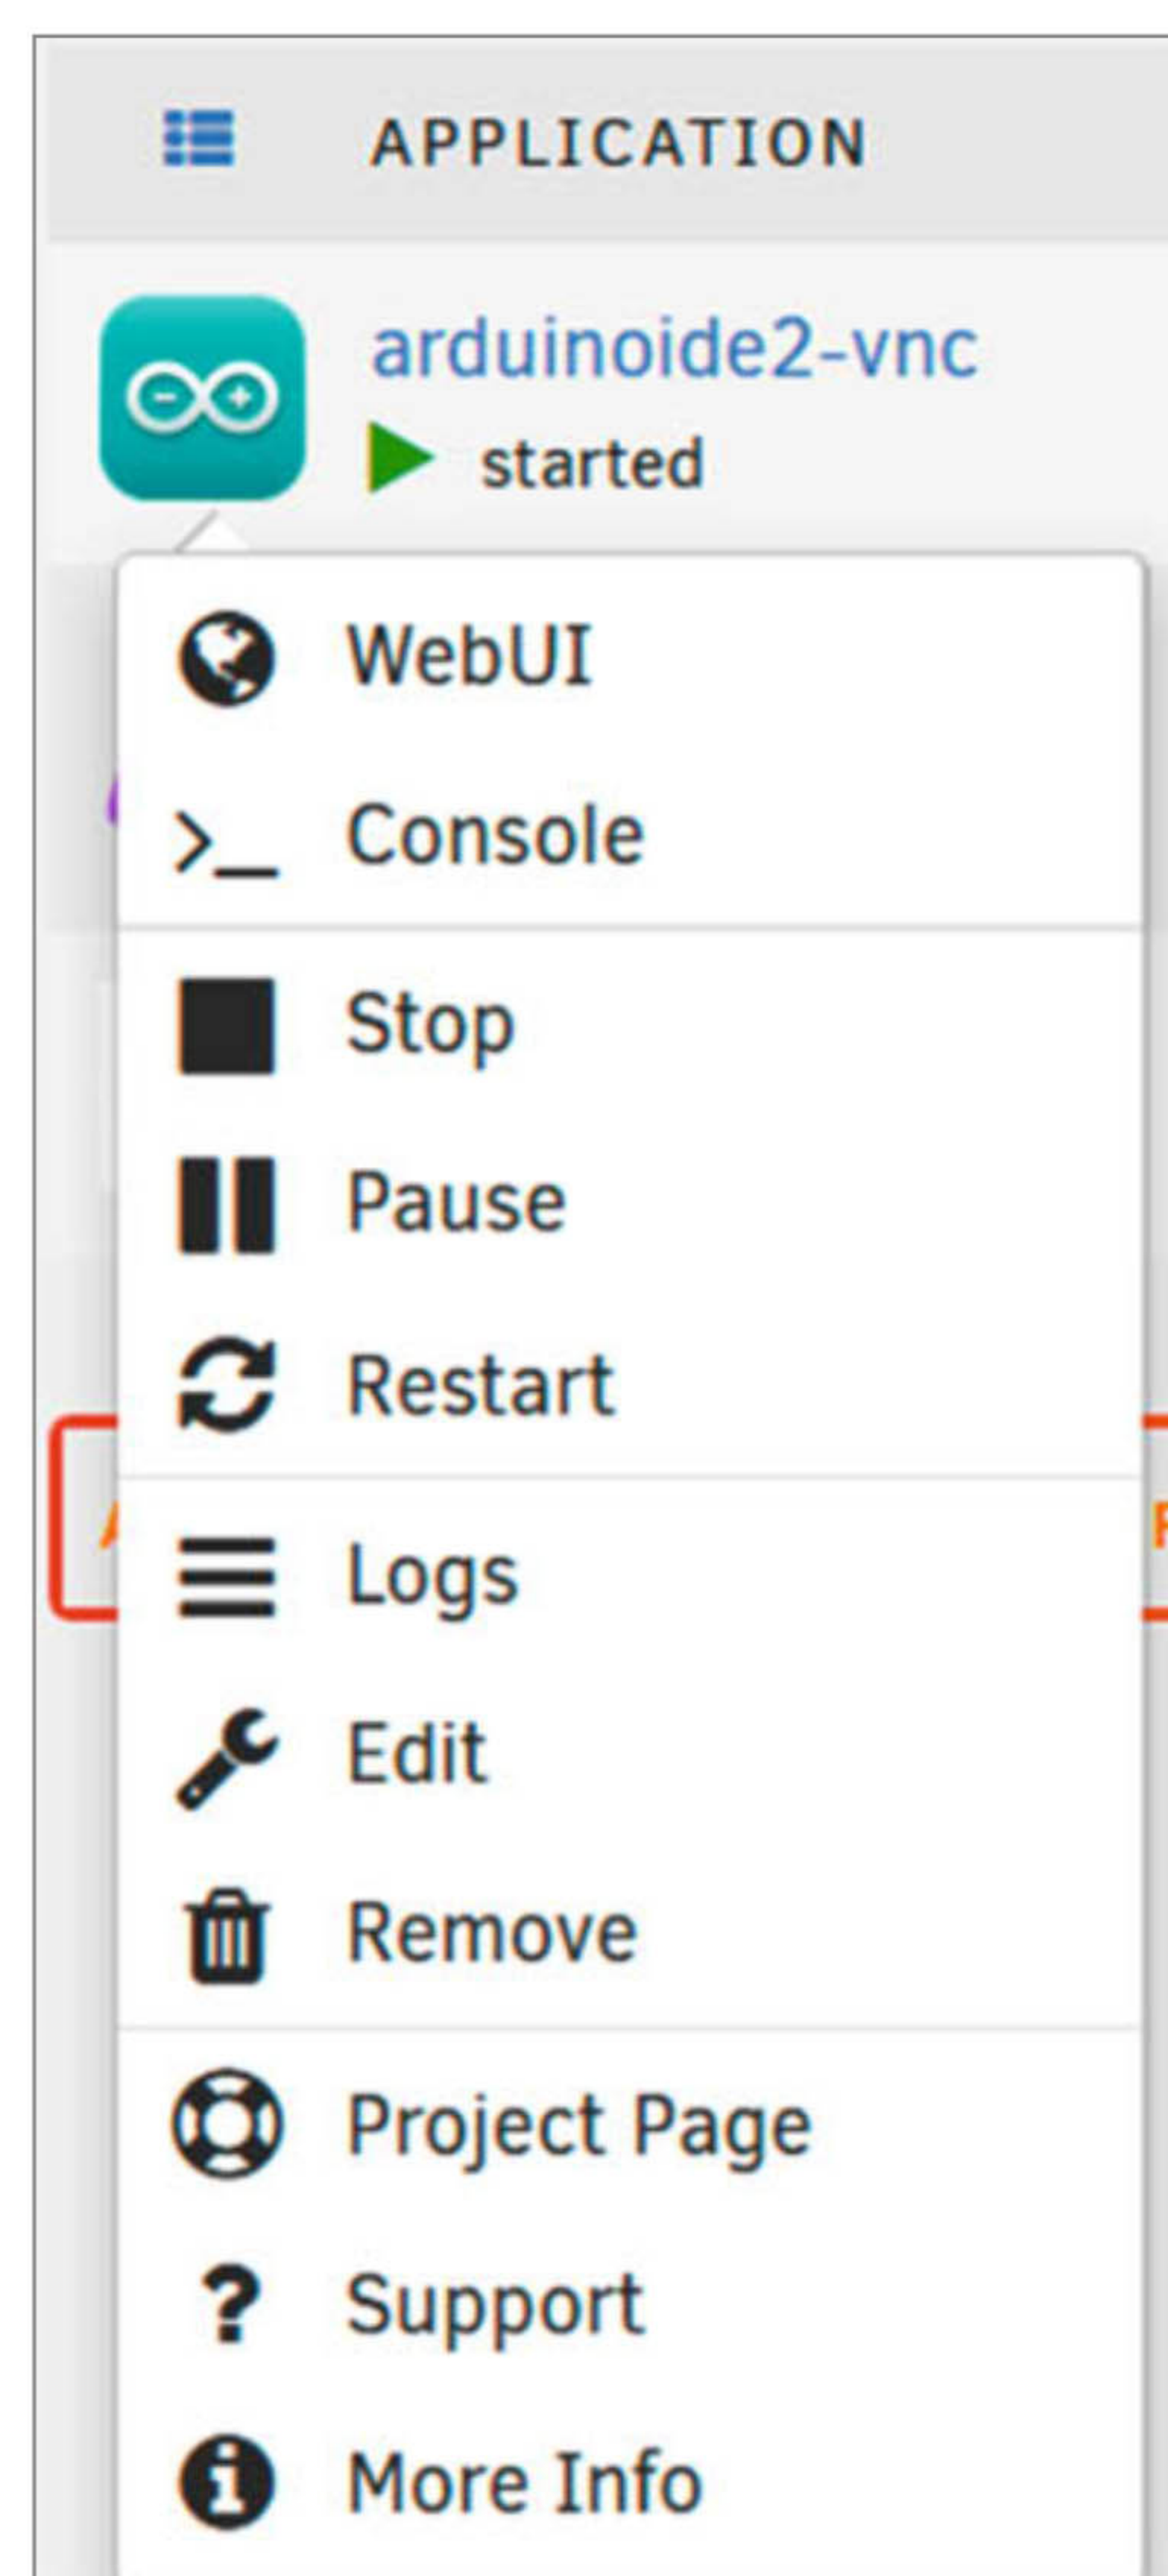 APPLICATION
arduinoide2-vnc
started
WebUI
Console
Stop
Pause
Restart
Logs
Edit
Remove
Project Page
Support
More Info